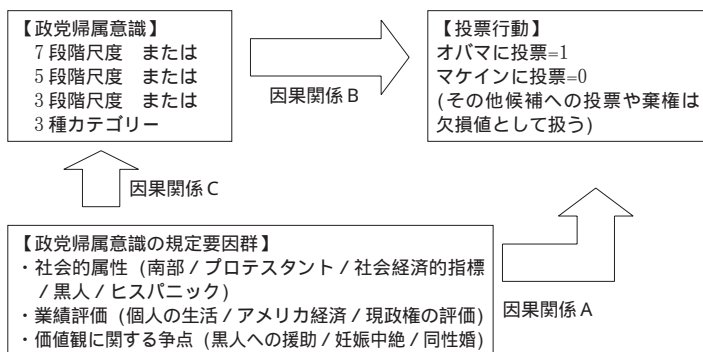 【政党帰属意識】
7段階尺度 または
5段階尺度 または
3段階尺度 または
3種カテゴリー
因果関係B
【投票行動】
オバマに投票=1
マケインに投票=0
(その他候補への投票や棄権は
欠損値として扱う)
因果関係C
【政党帰属意識の規定要因群】
・社会的属性 (南部/プロテスタント/社会経済的指標
/黒人/ヒスパニック)
・業績評価 (個人の生活/アメリカ経済/現政権の評価)
・価値観に関する争点 (黒人への援助/妊娠中絶/同性婚)
因果関係A